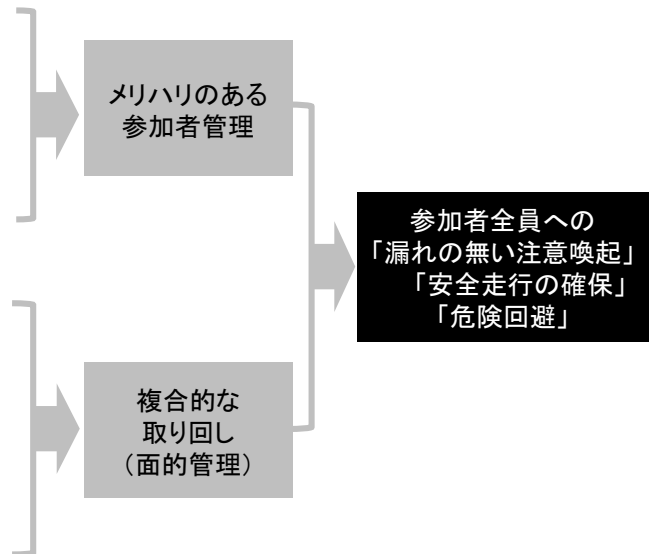 メリハリのある
参加者管理
参加者全員への
「漏れの無い注意喚起」
「安全走行の確保」
「危険回避」
複合的な
取り回し
（面的管理）